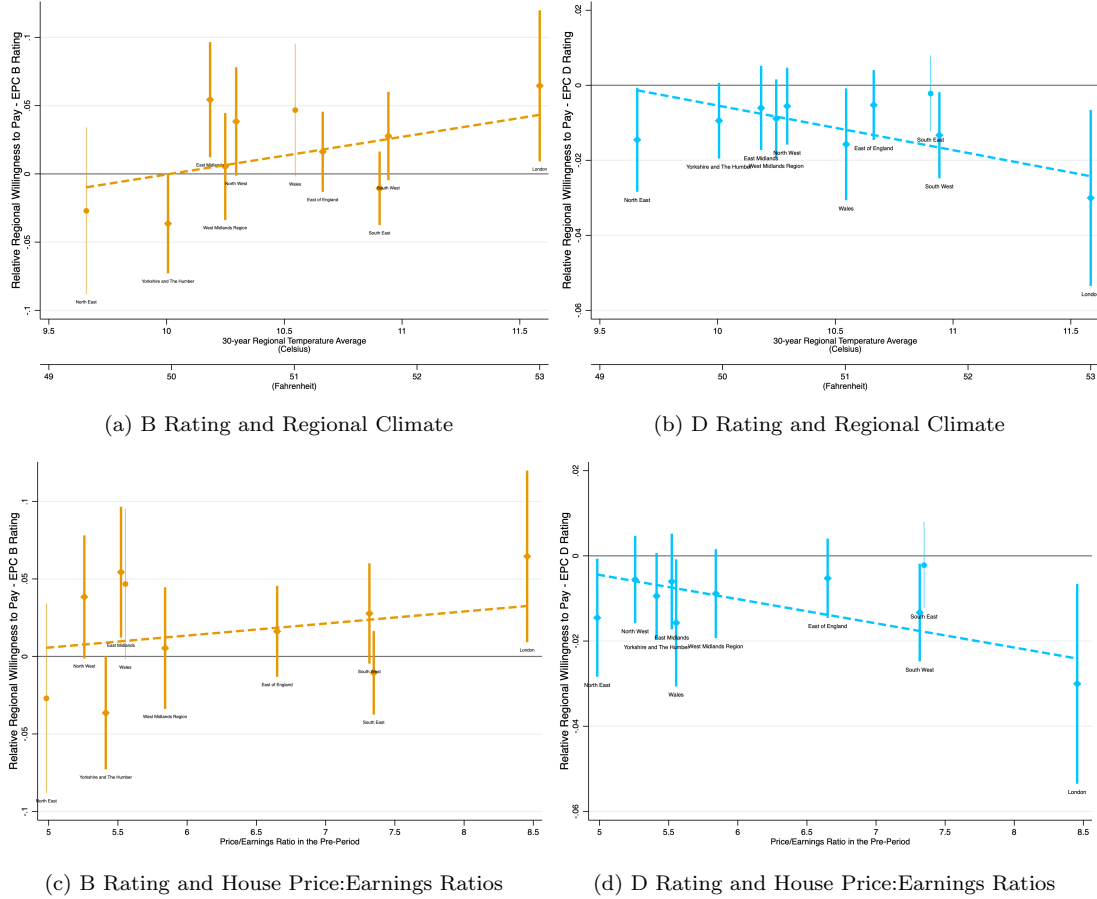 Relative Regional Willingness to Pay - EPC B Rating
.1
.05
0
-.05
-.1
East Midlands
North West
Wales
West Midlands Region
East of England
South West
South East
London
Yorkshire and The Humber
North East
9.5 10 10.5 11 11.5
30-year Regional Temperature Average
(Celsius)
49 50 51 52 53
(Fahrenheit)
(a) B Rating and Regional Climate
Relative Regional Willingness to Pay - EPC D Rating
.02
0
-.02
-.04
-.06
North East
Yorkshire and The Humber
East Midlands
West Midlands Region
North West
Wales
East of England
South East
South West
London
9.5 10 10.5 11 11.5
30-year Regional Temperature Average
(Celsius)
49 50 51 52 53
(Fahrenheit)
(b) D Rating and Regional Climate
Relative Regional Willingness to Pay - EPC B Rating
.1
.05
0
-.05
-.1
North East
North West
Yorkshire and The Humber
East Midlands
Wales
West Midlands Region
East of England
South West
South East
London
5 5.5 6 6.5 7 7.5 8 8.5
Price/Earnings Ratio in the Pre-Period
(c) B Rating and House Price:Earnings Ratios
Relative Regional Willingness to Pay - EPC D Rating
.02
0
-.02
-.04
-.06
North East
North West
Yorkshire and The Humber
East Midlands
Wales
West Midlands Region
East of England
South East
South West
London
5 5.5 6 6.5 7 7.5 8 8.5
Price/Earnings Ratio in the Pre-Period
(d) D Rating and House Price:Earnings Ratios